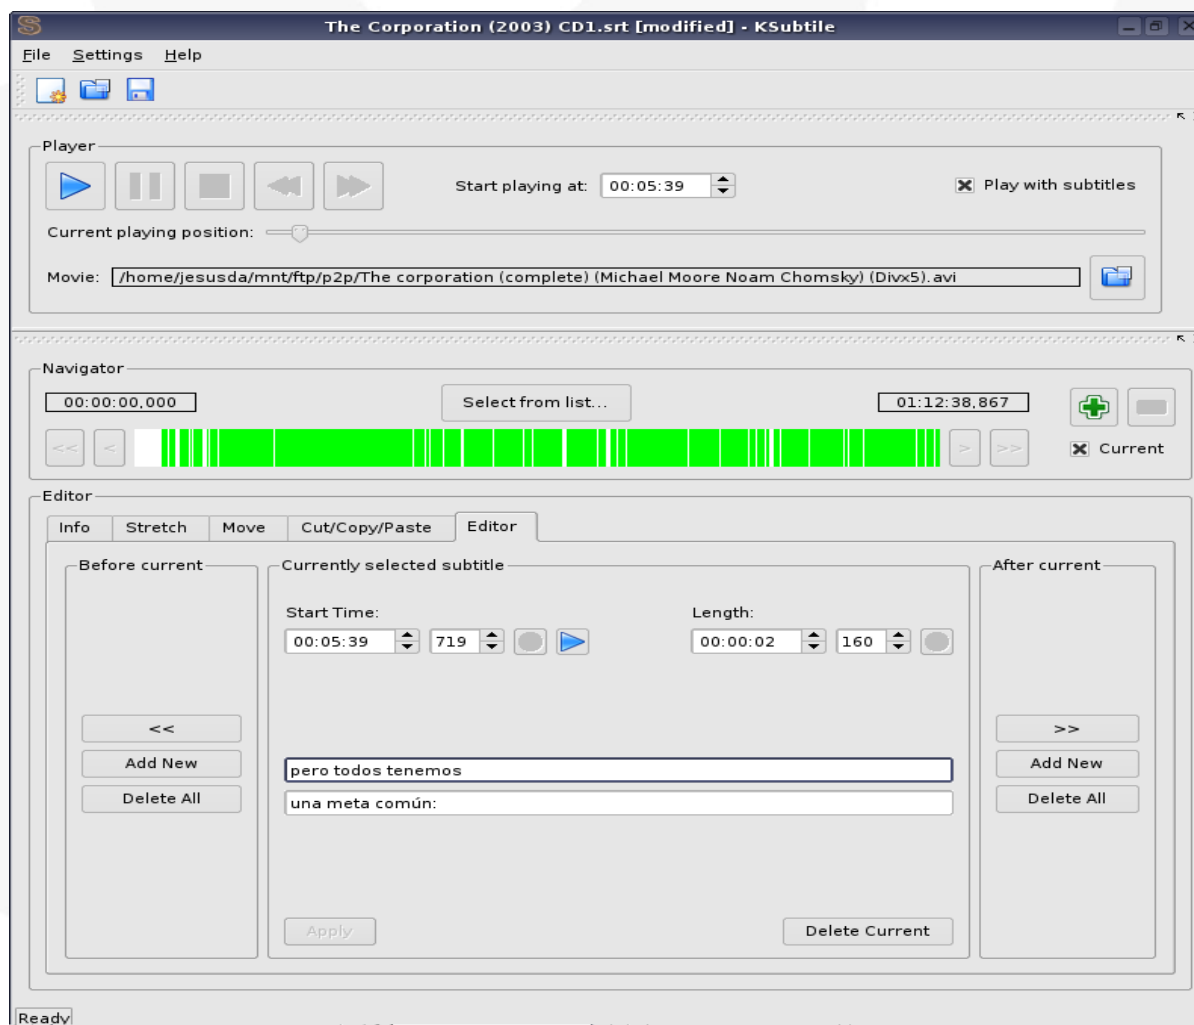 The Corporation (2003) CD1.srt [modified] - KSubtile
File Settings Help
Player
Start playing at: 00:05:39 Play with subtitles
Current playing position:
Movie: /home/jesusda/mnt/ftp/p2p/The corporation (complete) (Michael Moore Noam Chomsky) (Divx5).avi
Navigator
00:00:00,000 Select from list... 01:12:38,867
<< < > >> Current
Editor
Info Stretch Move Cut/Copy/Paste Editor
Before current Currently selected subtitle After current
Start Time: Length:
00:05:39 719 00:00:02 160
<< >>
Add New Add New
pero todos tenemos
Delete All Delete All
una meta común:
Apply Delete Current
Ready